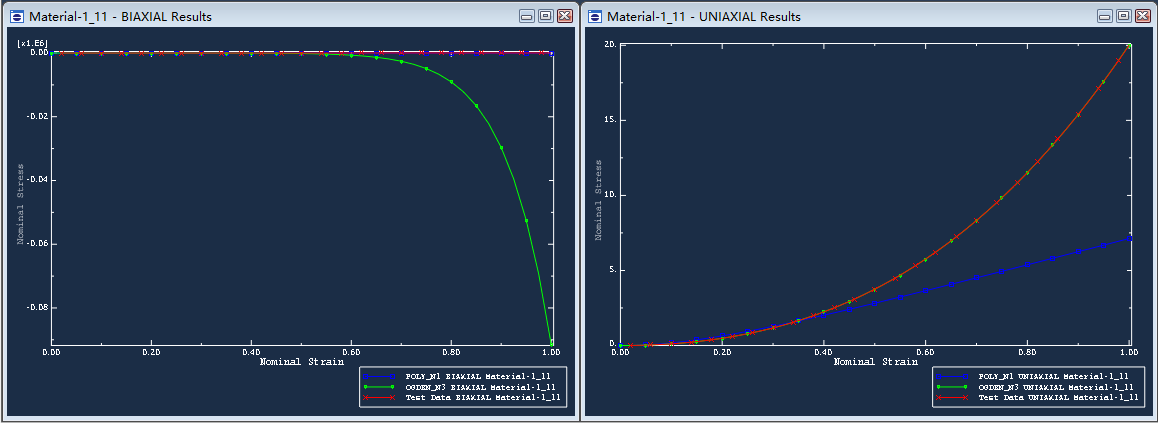 Material-1_11 - BIAXIAL Results
[x1.E6]
0.00
-0.02
-0.04
-0.06
-0.08
Nominal Stress
0.00 0.20 0.40 0.60 0.80 1.00
Nominal Strain
POLY_N1 BIAXIAL Material-1_11
OGDEN_N3 BIAXIAL Material-1_11
Test Data BIAXIAL Material-1_11
Material-1_11 - UNIAXIAL Results
20.
15.
10.
5.
0.
Nominal Stress
0.00 0.20 0.40 0.60 0.80 1.00
Nominal Strain
POLY_N1 UNIAXIAL Material-1_11
OGDEN_N3 UNIAXIAL Material-1_11
Test Data UNIAXIAL Material-1_11